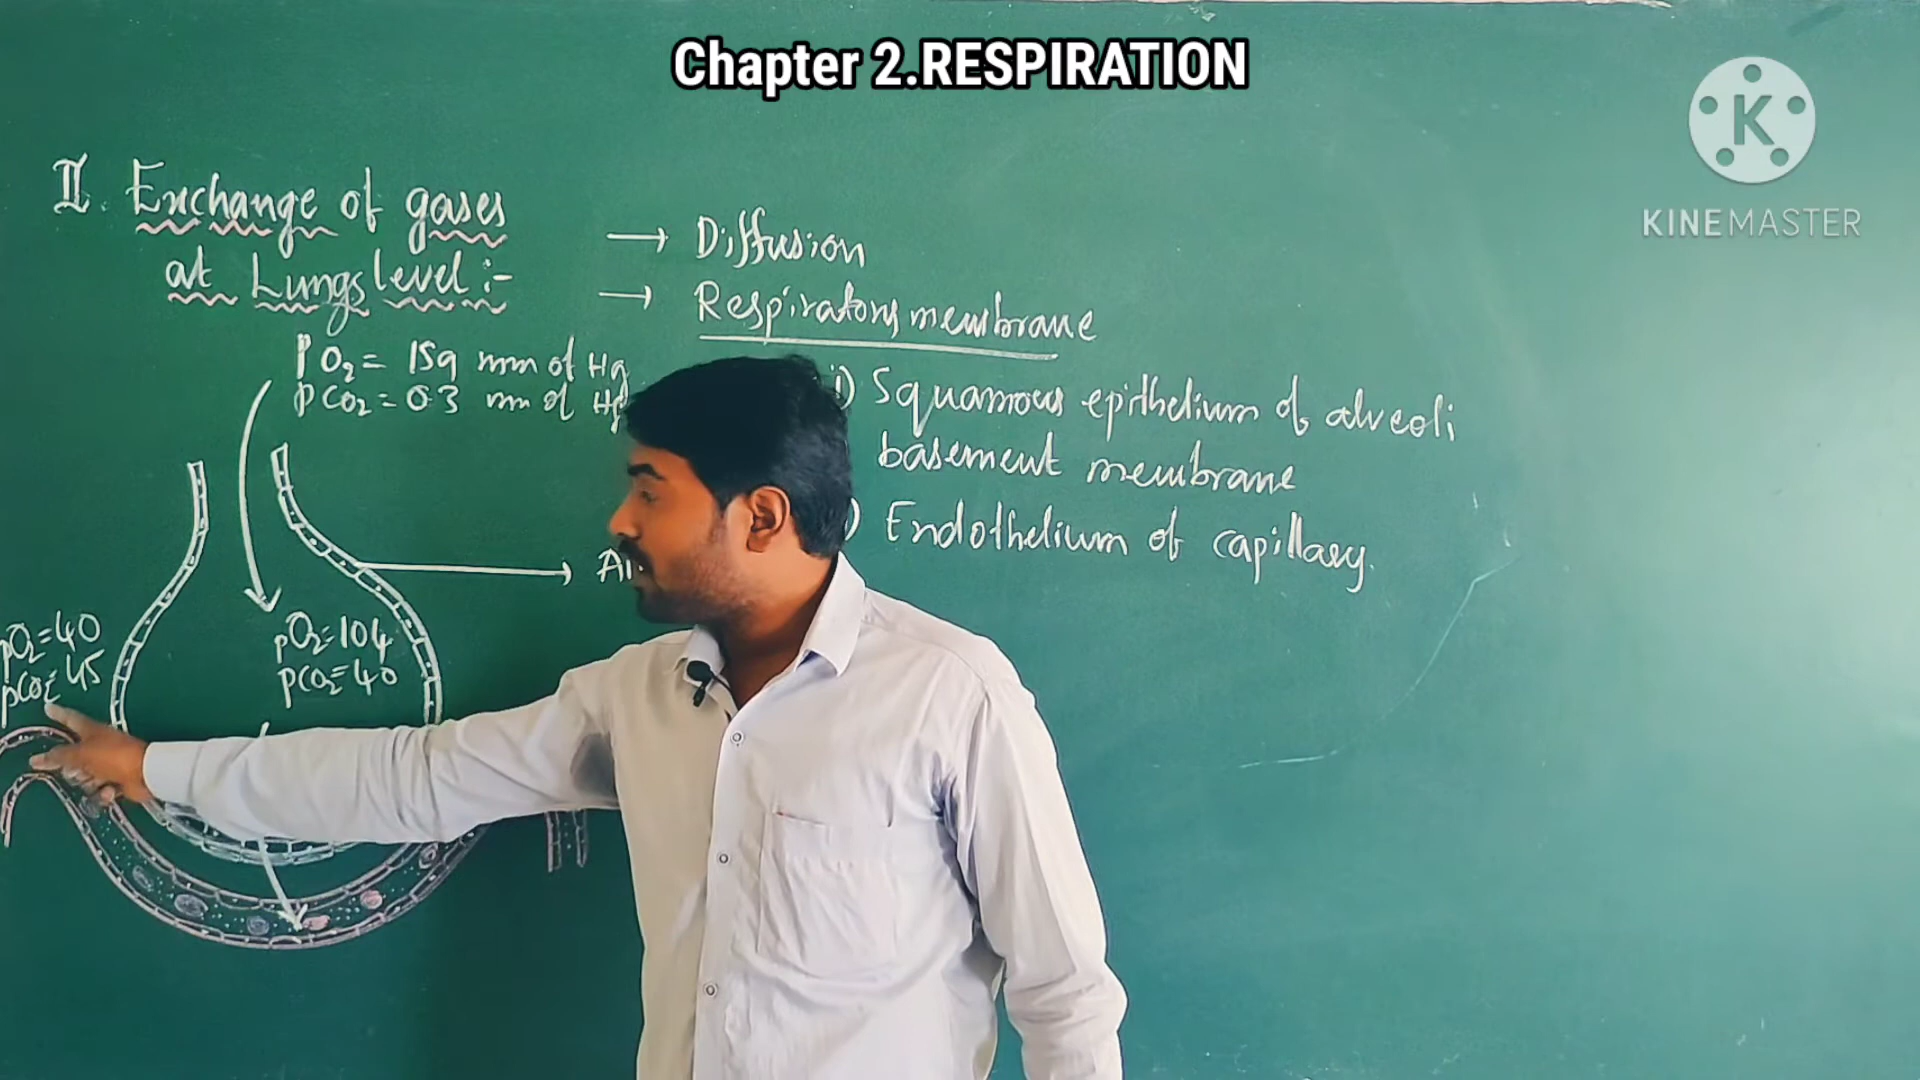 Chapter 2.RESPIRATION
K
KINEMASTER
II. Exchange of gases
at Lungs level :-
→ Diffusion
→ Respiratory membrane
pO2 = 159 mm of Hg
pCO2 = 0.3 mm of Hg
i) Squamous epithelium of alveoli
basement membrane
) Endothelium of capillary.
pO2 = 40
pCO2 = 45
pO2 = 104
pCO2 = 40